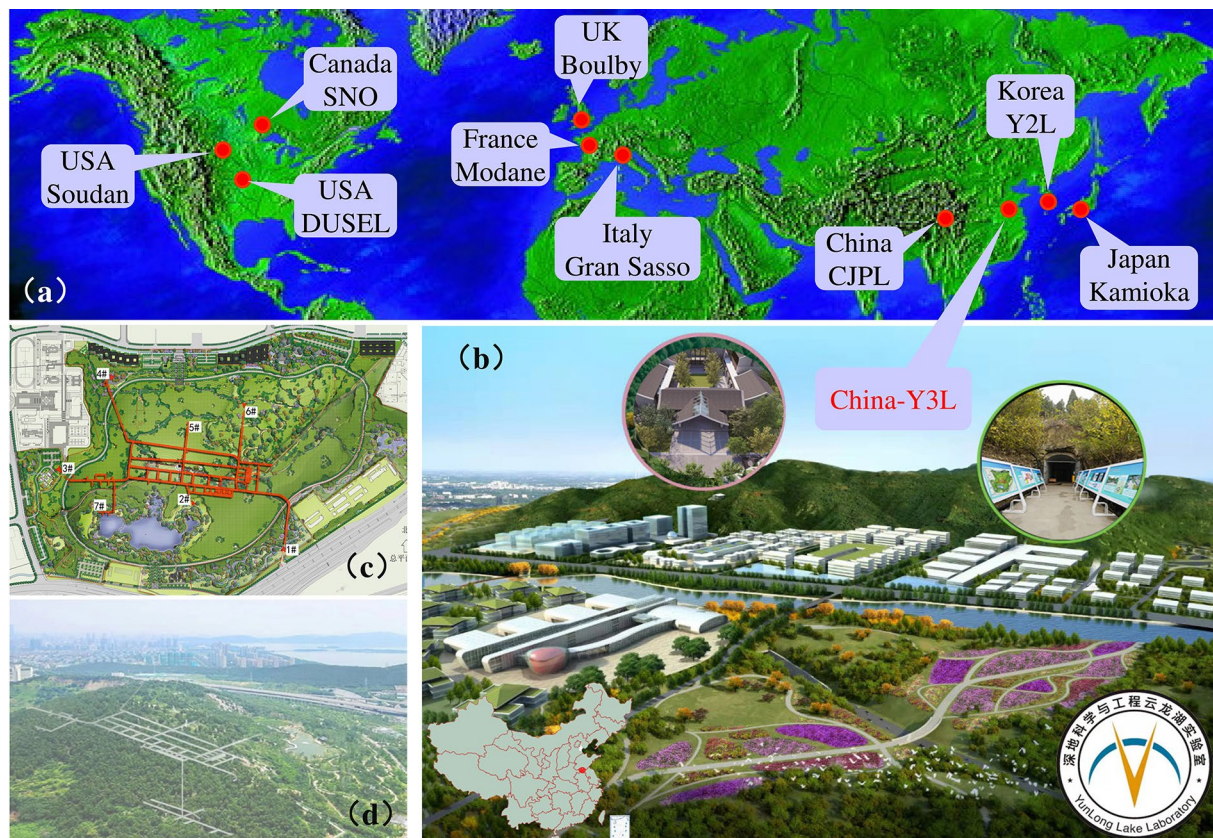 UK
Boulby
Canada
SNO
Korea
Y2L
France
Modane
USA
Soudan
USA
DUSEL
Italy
Gran Sasso
China
CJPL
Japan
Kamioka
(a)
China-Y3L
(b)
4#
6#
5#
3#
2#
7#
1#
北
(c)
(d)
深地科学与工程云龙湖实验室
YunLong Lake Laboratory